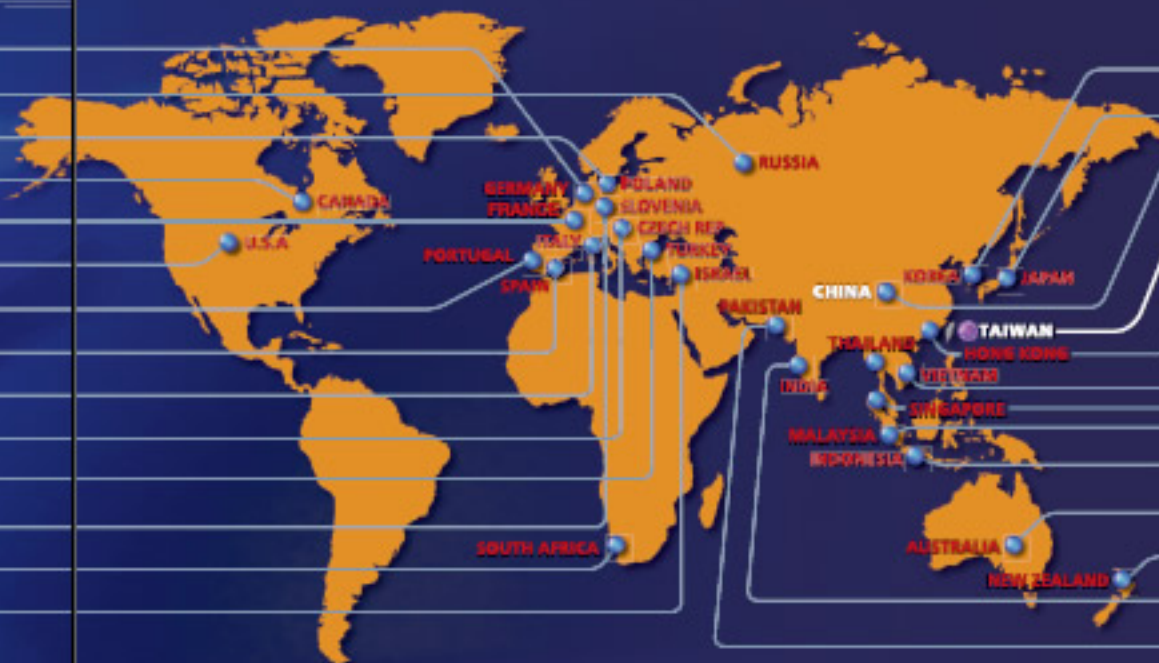 RUSSIA
GERMANY
POLAND
CANADA
FRANCE
SLOVENIA
CZECH REP
U.S.A
ITALY
TURKEY
PORTUGAL
ISRAEL
SPAIN
KOREA
JAPAN
CHINA
PAKISTAN
TAIWAN
THAILAND
HONG KONG
VIETNAM
INDIA
SINGAPORE
MALAYSIA
INDONESIA
SOUTH AFRICA
AUSTRALIA
NEW ZEALAND